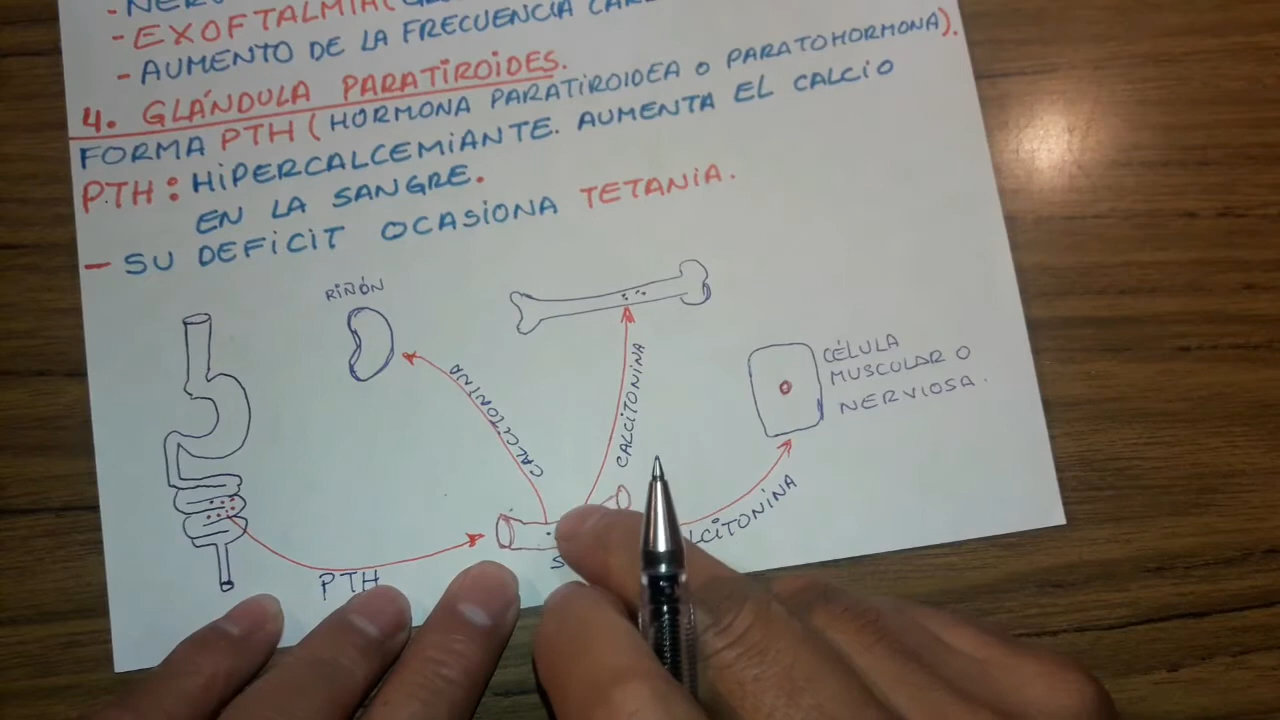 - EXOFTALMIA (
- AUMENTO DE LA FRECUENCIA
4. GLÁNDULA PARATIROIDES.
FORMA PTH (HORMONA PARATIROIDEA O PARATOHORMONA).
PTH: HIPERCALCEMIANTE. AUMENTA EL CALCIO
EN LA SANGRE.
- SU DEFICIT OCASIONA TETANIA.
RIÑÓN
CALCITONINA
CALCITONINA
CÉLULA
MUSCULAR O
NERVIOSA.
LCITONINA
PTH
S